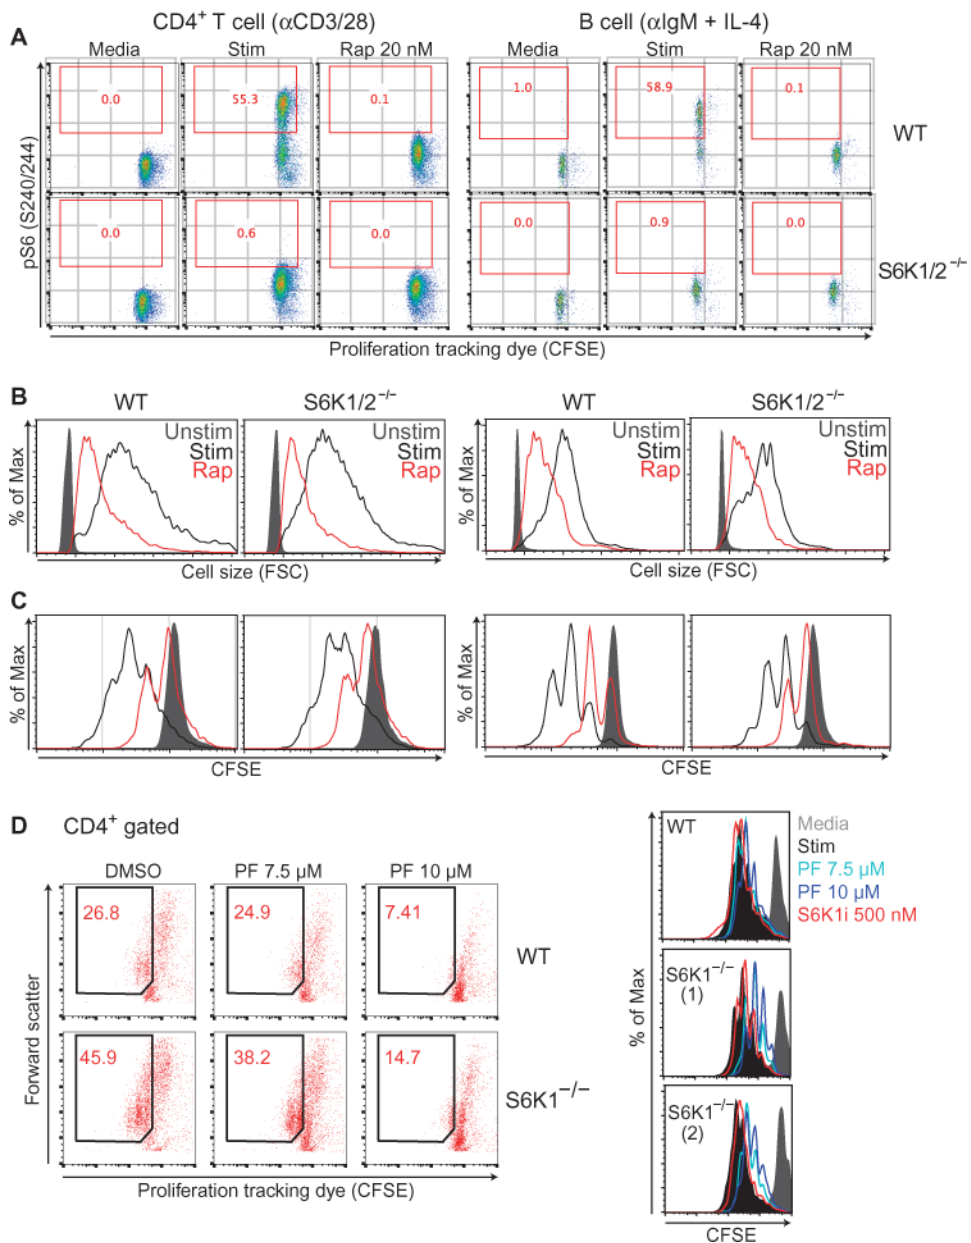 CD4+ T cell (αCD3/28)
B cell (αIgM + IL-4)
A
Media
Stim
Rap 20 nM
Media
Stim
Rap 20 nM
0.0
55.3
0.1
1.0
58.9
0.1
WT
0.0
0.6
0.0
0.0
0.9
0.0
S6K1/2−/−
pS6 (S240/244)
Proliferation tracking dye (CFSE)
B
WT
S6K1/2−/−
WT
S6K1/2−/−
Unstim
Stim
Rap
Unstim
Stim
Rap
Unstim
Stim
Rap
Unstim
Stim
Rap
% of Max
% of Max
Cell size (FSC)
Cell size (FSC)
C
% of Max
% of Max
CFSE
CFSE
D
CD4+ gated
DMSO
PF 7.5 µM
PF 10 µM
26.8
24.9
7.41
WT
45.9
38.2
14.7
S6K1−/−
Forward scatter
Proliferation tracking dye (CFSE)
WT
Media
Stim
PF 7.5 µM
PF 10 µM
S6K1i 500 nM
S6K1−/−
(1)
S6K1−/−
(2)
% of Max
CFSE